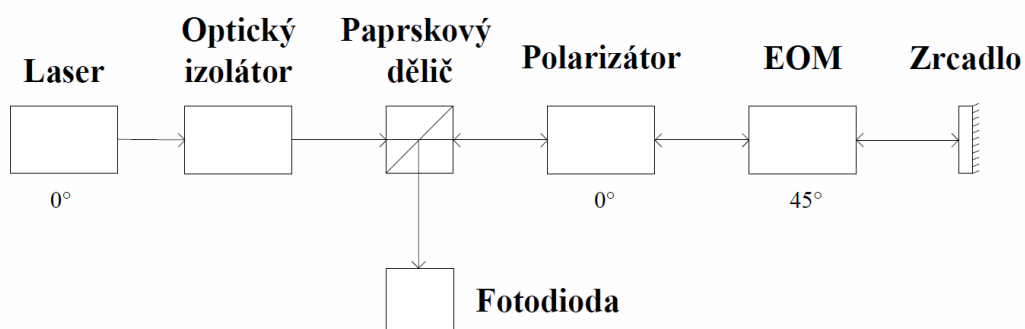 Laser
Optický
izolátor
Paprskový
dělič
Polarizátor
EOM
Zrcadlo
0°
0°
45°
Fotodioda